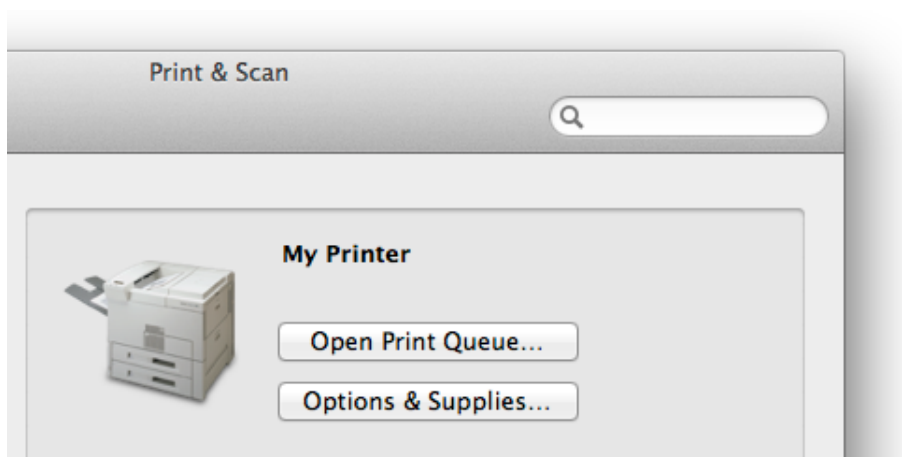 Print & Scan
My Printer
Open Print Queue...
Options & Supplies...